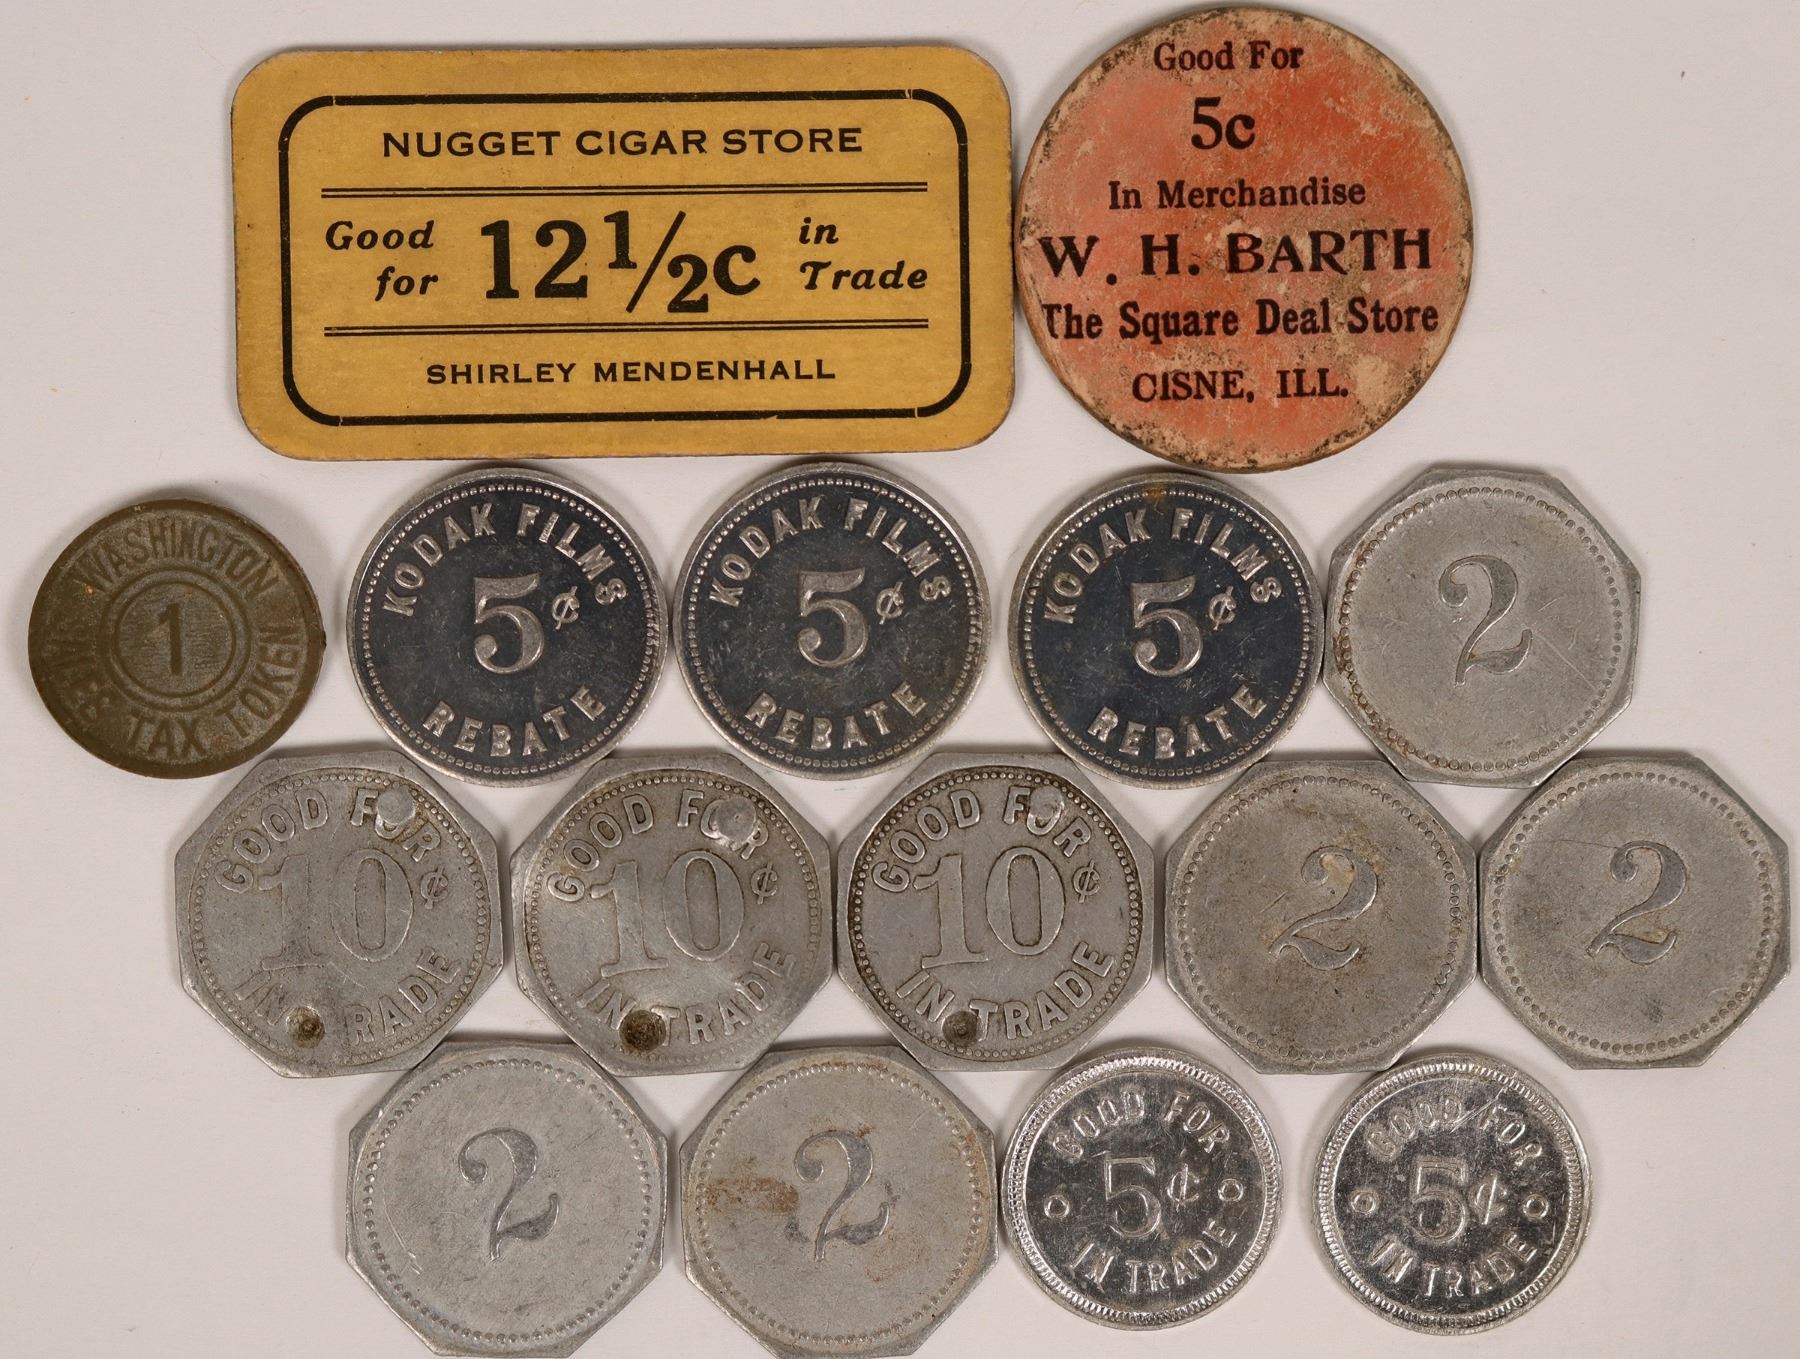 NUGGET CIGAR STORE
Good for 12 1/2c in Trade
SHIRLEY MENDENHALL
Good For
5c
In Merchandise
W. H. BARTH
The Square Deal Store
CISNE, ILL.
WASHINGTON
1
SALES TAX TOKEN
KODAK FILMS
5¢
REBATE
KODAK FILMS
5¢
REBATE
KODAK FILMS
5¢
REBATE
2
GOOD FOR
10¢
IN TRADE
GOOD FOR
10¢
IN TRADE
GOOD FOR
10¢
IN TRADE
2
2
2
2
GOOD FOR
5¢
IN TRADE
GOOD FOR
5¢
IN TRADE